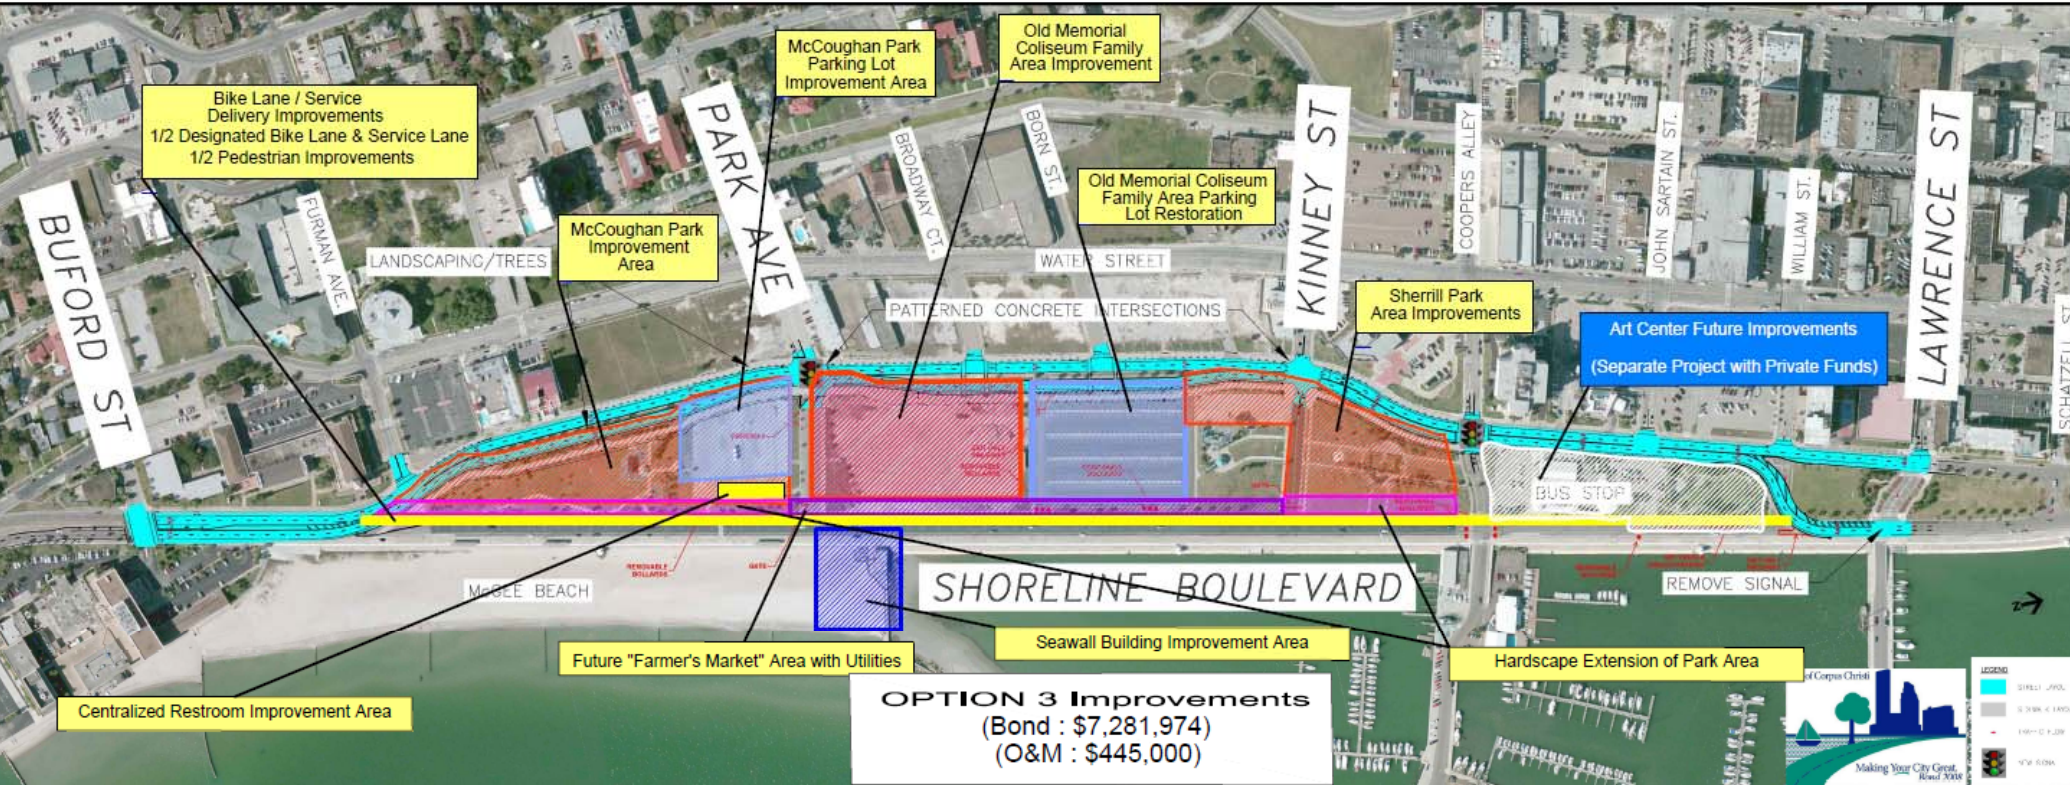 Bike Lane / Service
Delivery Improvements
1/2 Designated Bike Lane & Service Lane
1/2 Pedestrian Improvements
McCoughan Park
Parking Lot
Improvement Area
Old Memorial
Coliseum Family
Area Improvement
McCoughan Park
Improvement
Area
Old Memorial Coliseum
Family Area Parking
Lot Restoration
Sherrill Park
Area Improvements
Art Center Future Improvements
(Separate Project with Private Funds)
BUFORD ST
FURMAN AVE.
LANDSCAPING/TREES
PARK AVE
BROADWAY CT.
BORN ST.
WATER STREET
PATTERNED CONCRETE INTERSECTIONS
KINNEY ST
COOPERS ALLEY
JOHN SARTAIN ST.
WILLIAM ST.
LAWRENCE ST
SCHATZELL ST
BUS STOP
REMOVABLE
BOLLARDS
GATE
McGEE BEACH
SHORELINE BOULEVARD
REMOVE SIGNAL
Future "Farmer's Market" Area with Utilities
Seawall Building Improvement Area
Hardscape Extension of Park Area
Centralized Restroom Improvement Area
OPTION 3 Improvements
(Bond : $7,281,974)
(O&M : $445,000)
of Corpus Christi
Making Your City Great.
Bond 2008
LEGEND